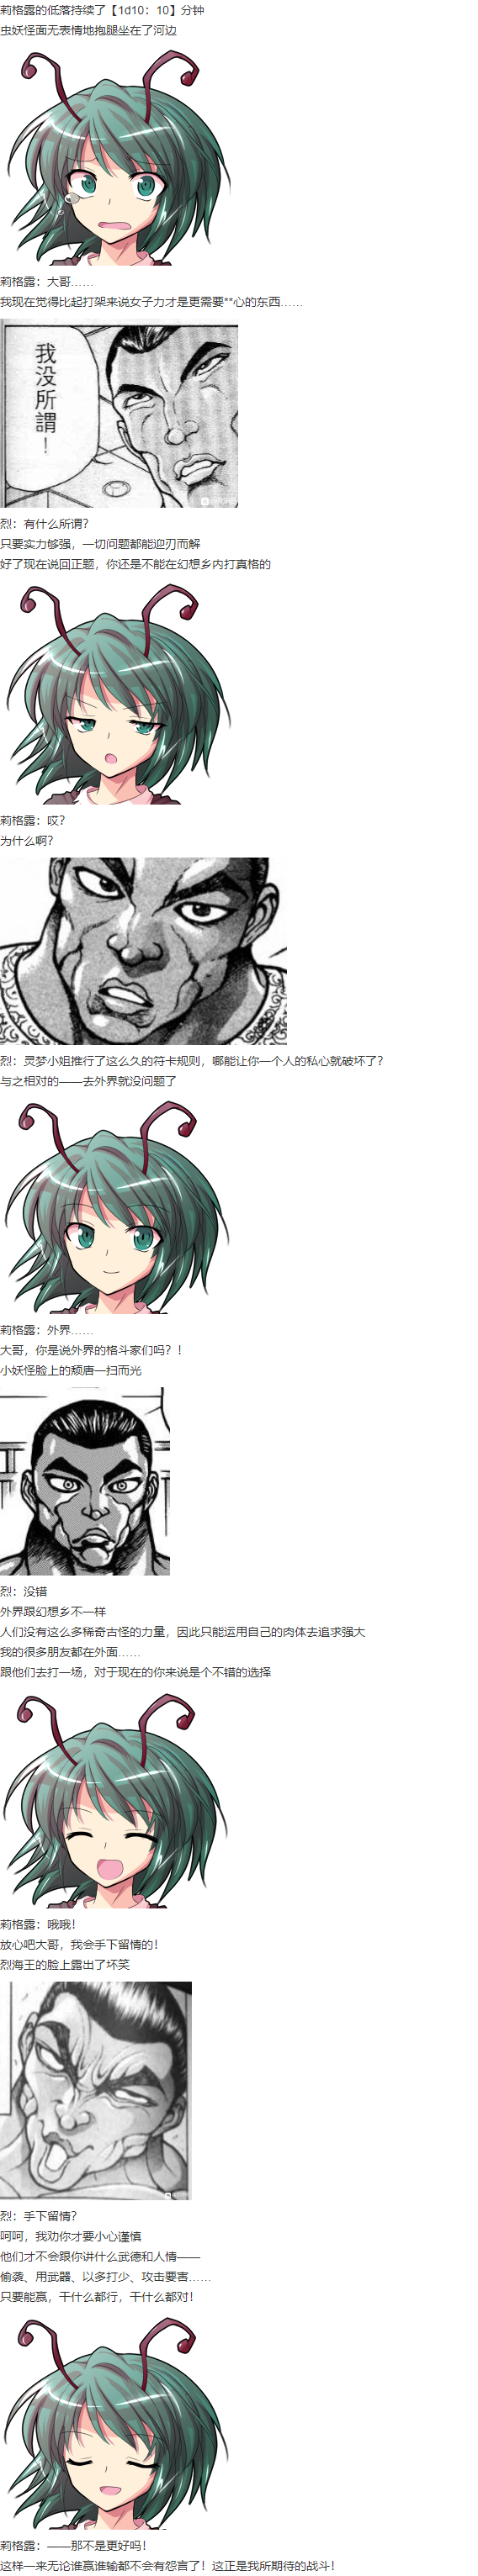 莉格露的低落持续了【1d10：10】分钟
虫妖怪面无表情地抱腿坐在了河边
莉格露：大哥……
我现在觉得比起打架来说女子力才是更需要**心的东西……
我没所謂！
烈：有什么所谓？
只要实力够强，一切问题都能迎刃而解
好了现在说回正题，你还是不能在幻想乡内打真格的
莉格露：哎？
为什么啊？
烈：灵梦小姐推行了这么久的符卡规则，哪能让你一个人的私心就破坏了？
与之相对的——去外界就没问题了
莉格露：外界……
大哥，你是说外界的格斗家们吗？！
小妖怪脸上的颓唐一扫而光
烈：没错
外界跟幻想乡不一样
人们没有这么多稀奇古怪的力量，因此只能运用自己的肉体去追求强大
我的很多朋友都在外面……
跟他们去打一场，对于现在的你来说是个不错的选择
莉格露：哦哦！
放心吧大哥，我会手下留情的！
烈海王的脸上露出了坏笑
烈：手下留情？
呵呵，我劝你才要小心谨慎
他们才不会跟你讲什么武德和人情——
偷袭、用武器、以多打少、攻击要害……
只要能赢，干什么都行，干什么都对！
莉格露：——那不是更好吗！
这样一来无论谁赢谁输都不会有怨言了！这正是我所期待的战斗！